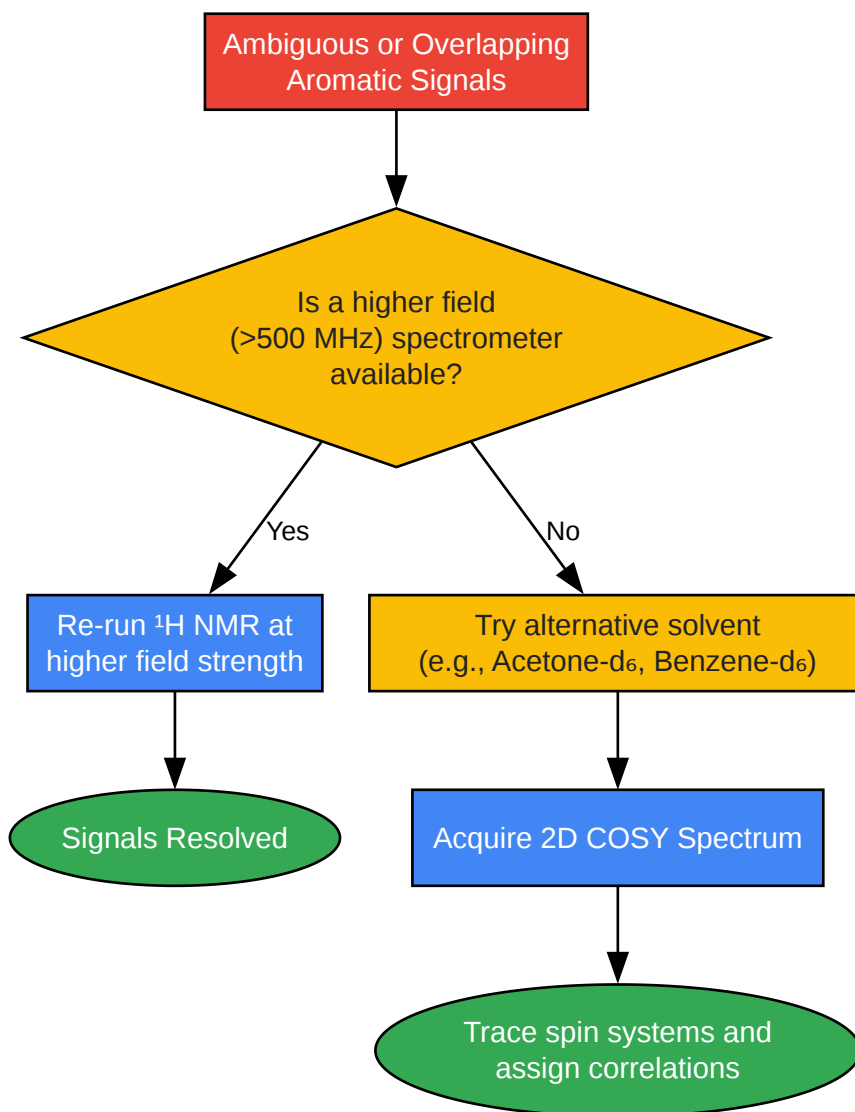 Ambiguous or Overlapping
Aromatic Signals
Is a higher field
(>500 MHz) spectrometer
available?
Yes
No
Re-run ¹H NMR at
higher field strength
Try alternative solvent
(e.g., Acetone-d₆, Benzene-d₆)
Signals Resolved
Acquire 2D COSY Spectrum
Trace spin systems and
assign correlations